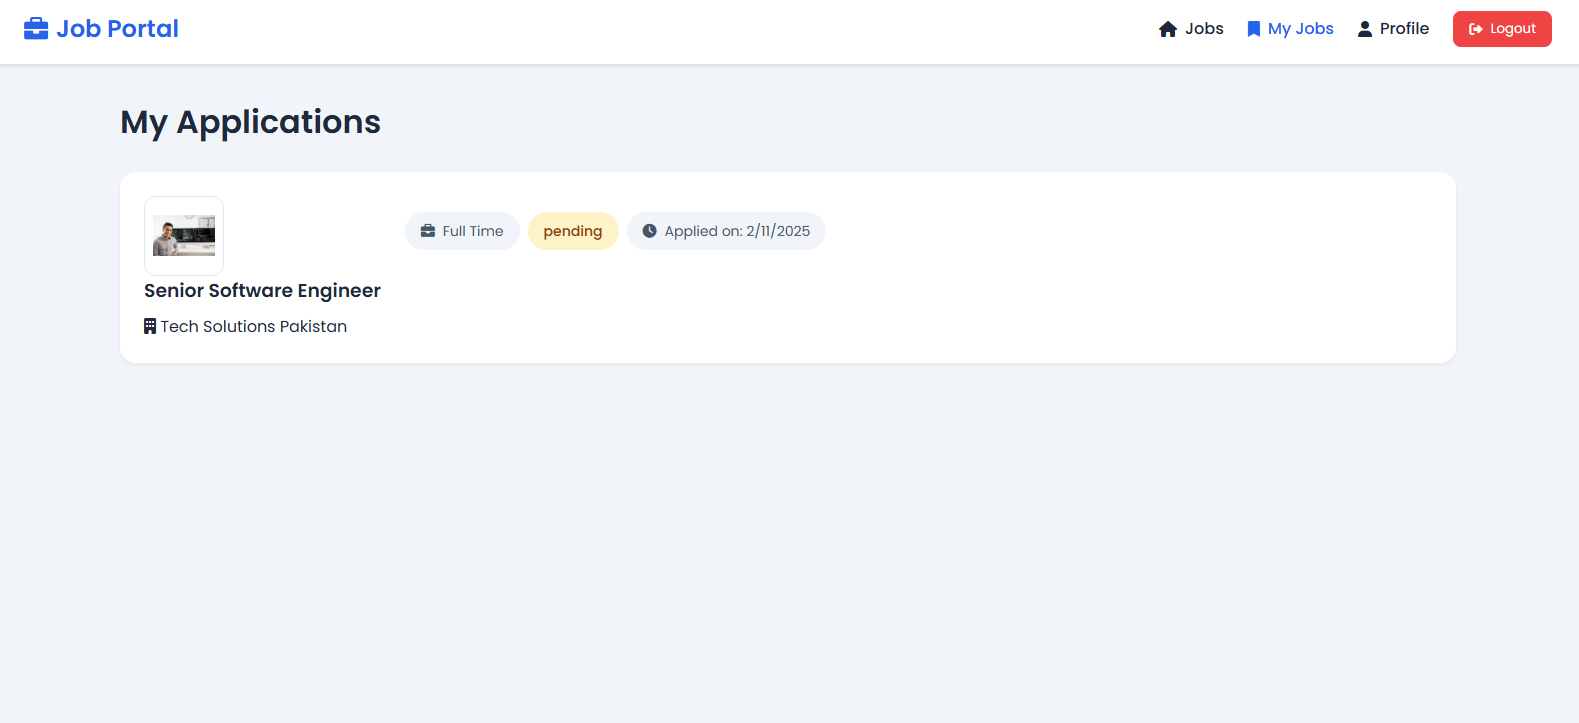 Job Portal
Jobs My Jobs Profile Logout
My Applications
Full Time pending Applied on: 2/11/2025
Senior Software Engineer
Tech Solutions Pakistan